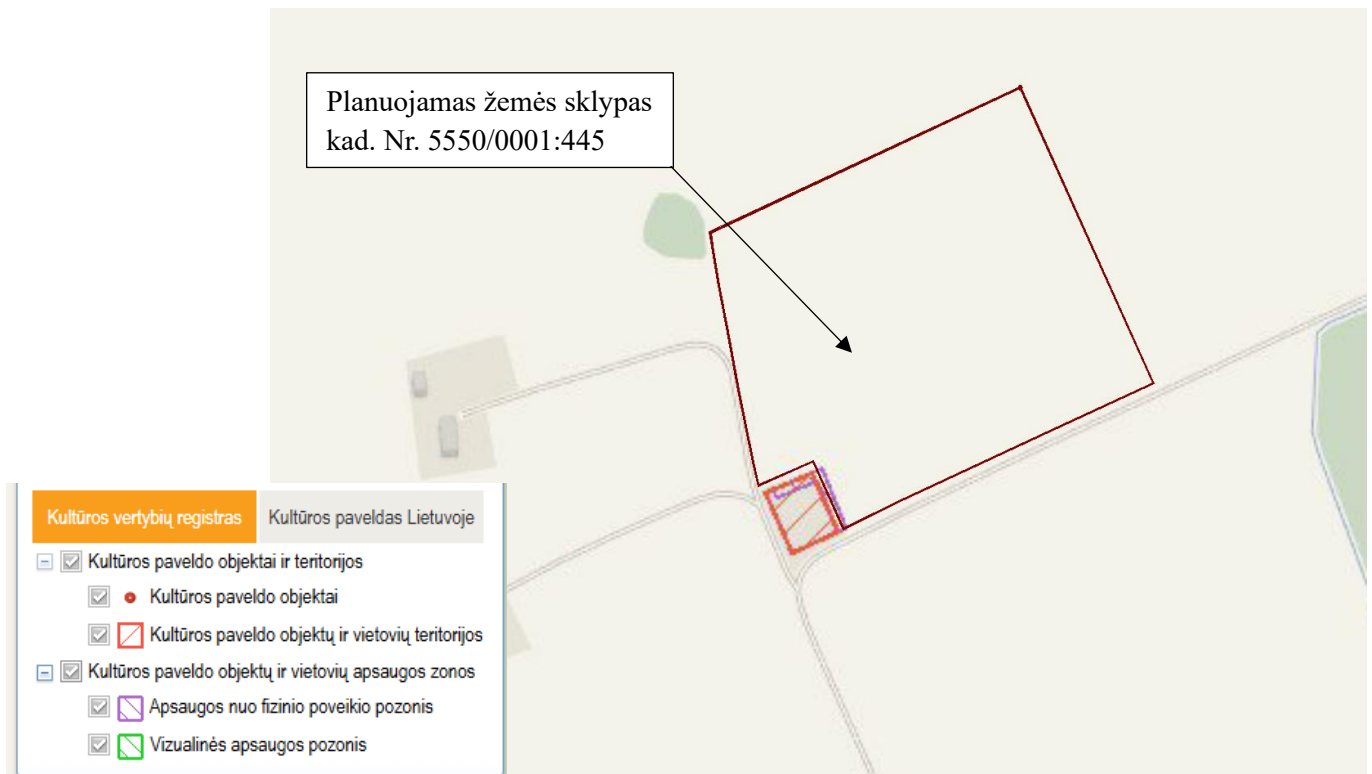 Planuojamas žemės sklypas
kad. Nr. 5550/0001:445
Kultūros vertybių registras
Kultūros paveldas Lietuvoje
Kultūros paveldo objektai ir teritorijos
Kultūros paveldo objektai
Kultūros paveldo objektų ir vietovių teritorijos
Kultūros paveldo objektų ir vietovių apsaugos zonos
Apsaugos nuo fizinio poveikio pozonis
Vizualinės apsaugos pozonis